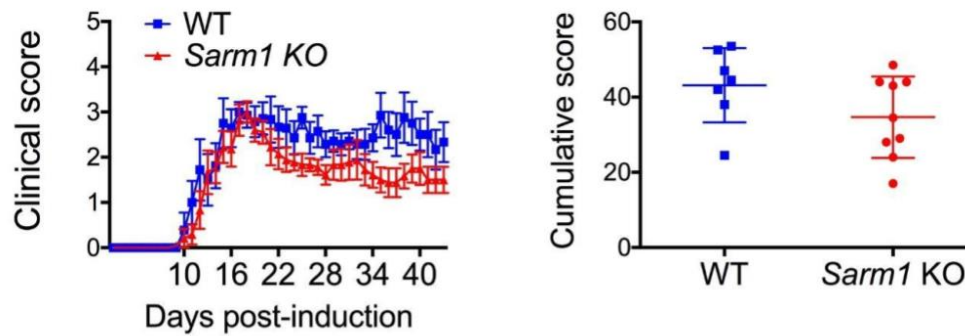 Clinical score
5
4
3
2
1
0
WT
Sarm1 KO
10 16 22 28 34 40
Days post-induction
Cumulative score
60
40
20
0
WT Sarm1 KO